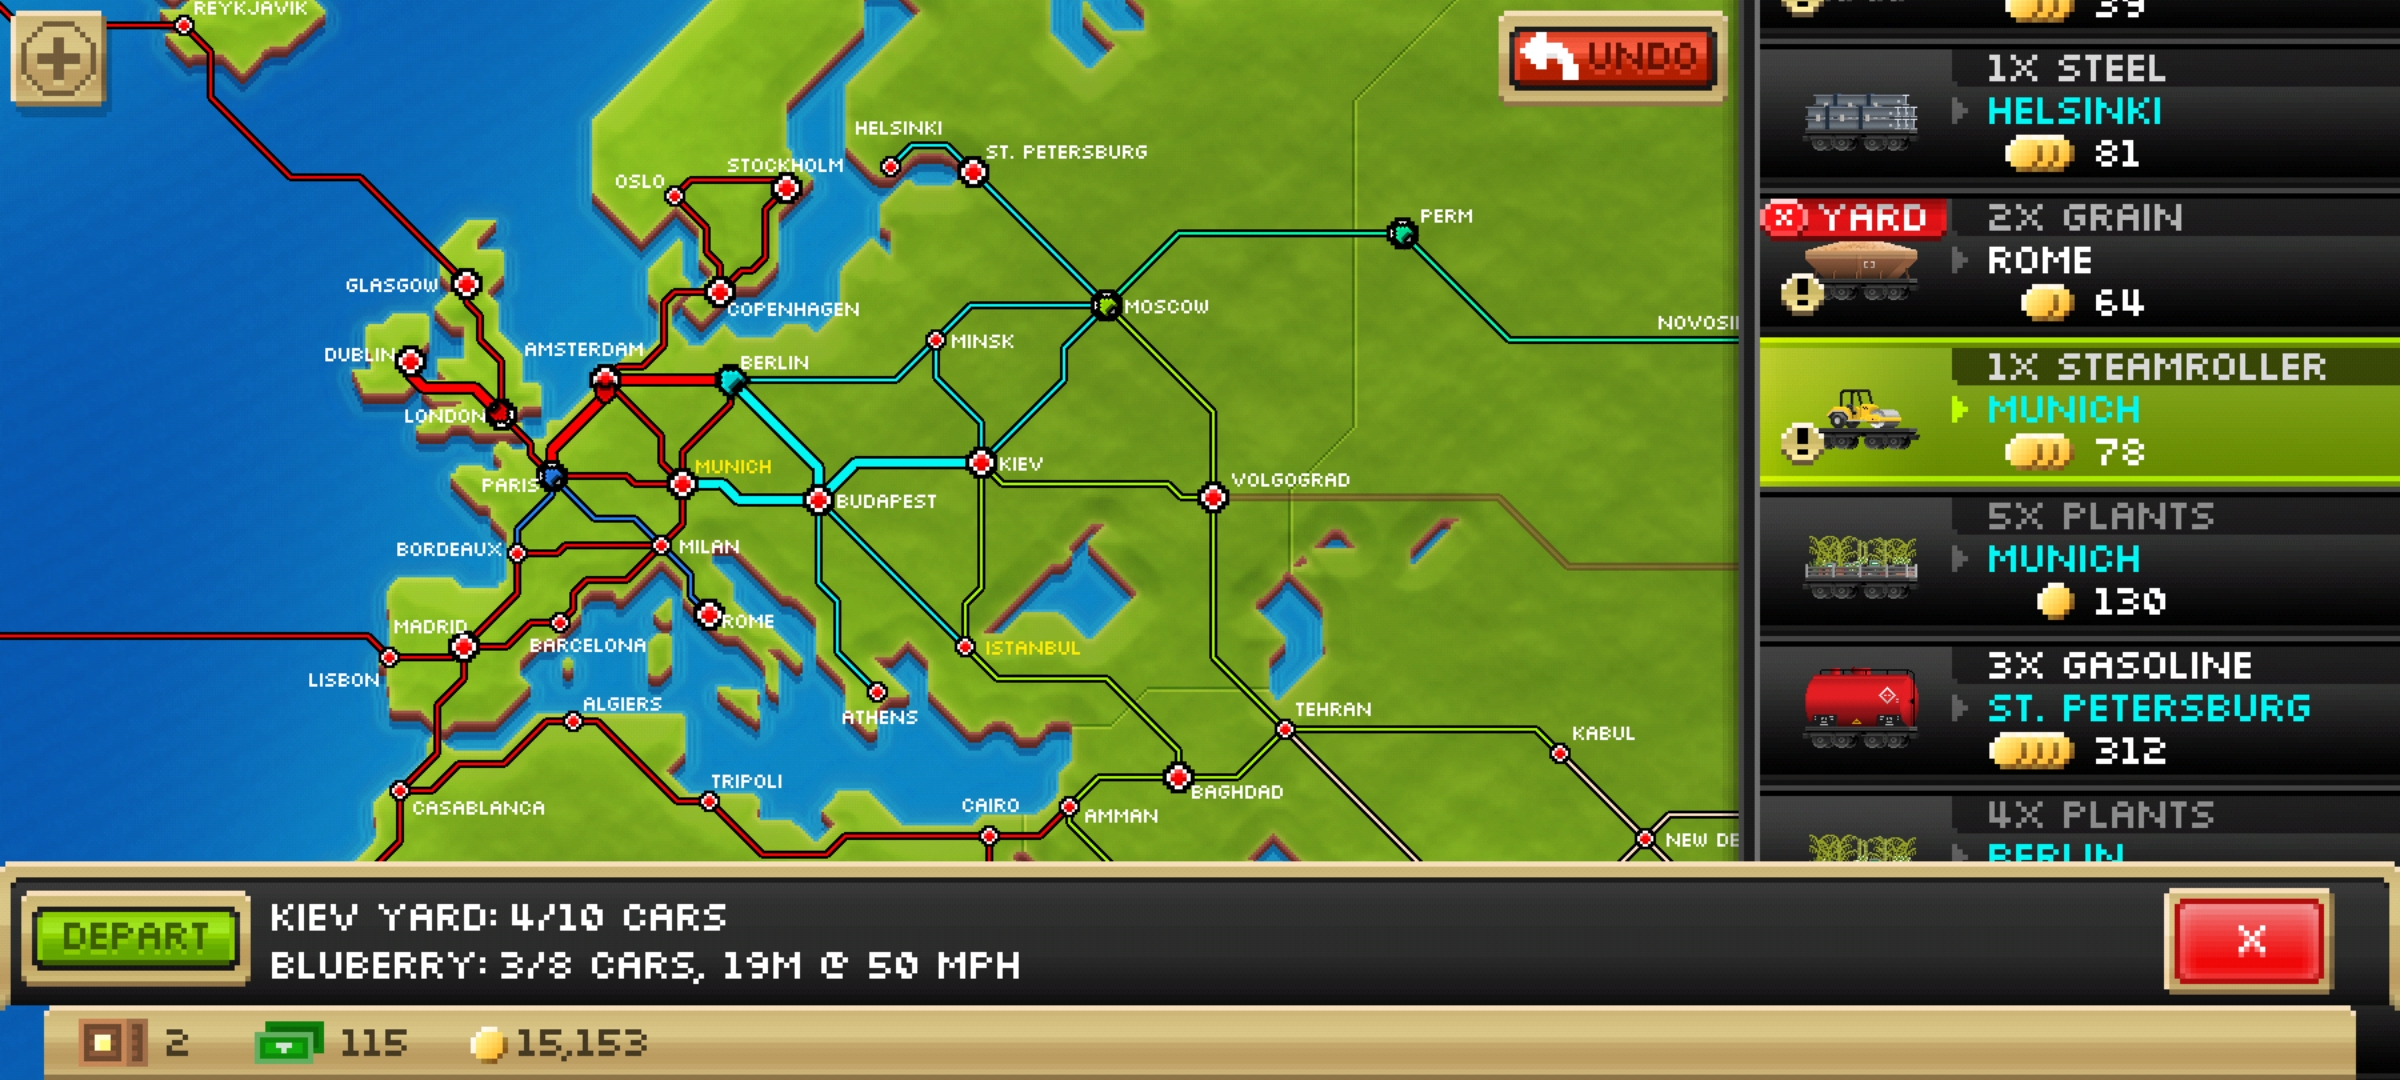 REYKJAVIK
UNDO
HELSINKI
ST. PETERSBURG
STOCKHOLM
OSLO
PERM
GLASGOW
COPENHAGEN
MOSCOW
MINSK
DUBLIN
AMSTERDAM
BERLIN
LONDON
MUNICH
KIEV
PARIS
VOLGOGRAD
BUDAPEST
BORDEAUX
MILAN
MADRID
ROME
BARCELONA
ISTANBUL
LISBON
ALGIERS
ATHENS
TEHRAN
KABUL
TRIPOLI
CASABLANCA
CAIRO
AMMAN
BAGHDAD
39
1X STEEL
HELSINKI
81
YARD
2X GRAIN
ROME
64
1X STEAMROLLER
MUNICH
78
5X PLANTS
MUNICH
130
3X GASOLINE
ST. PETERSBURG
312
4X PLANTS
BERLIN
DEPART
KIEV YARD: 4/10 CARS
BLUBERRY: 3/8 CARS, 19M @ 50 MPH
X
2
115
15,153